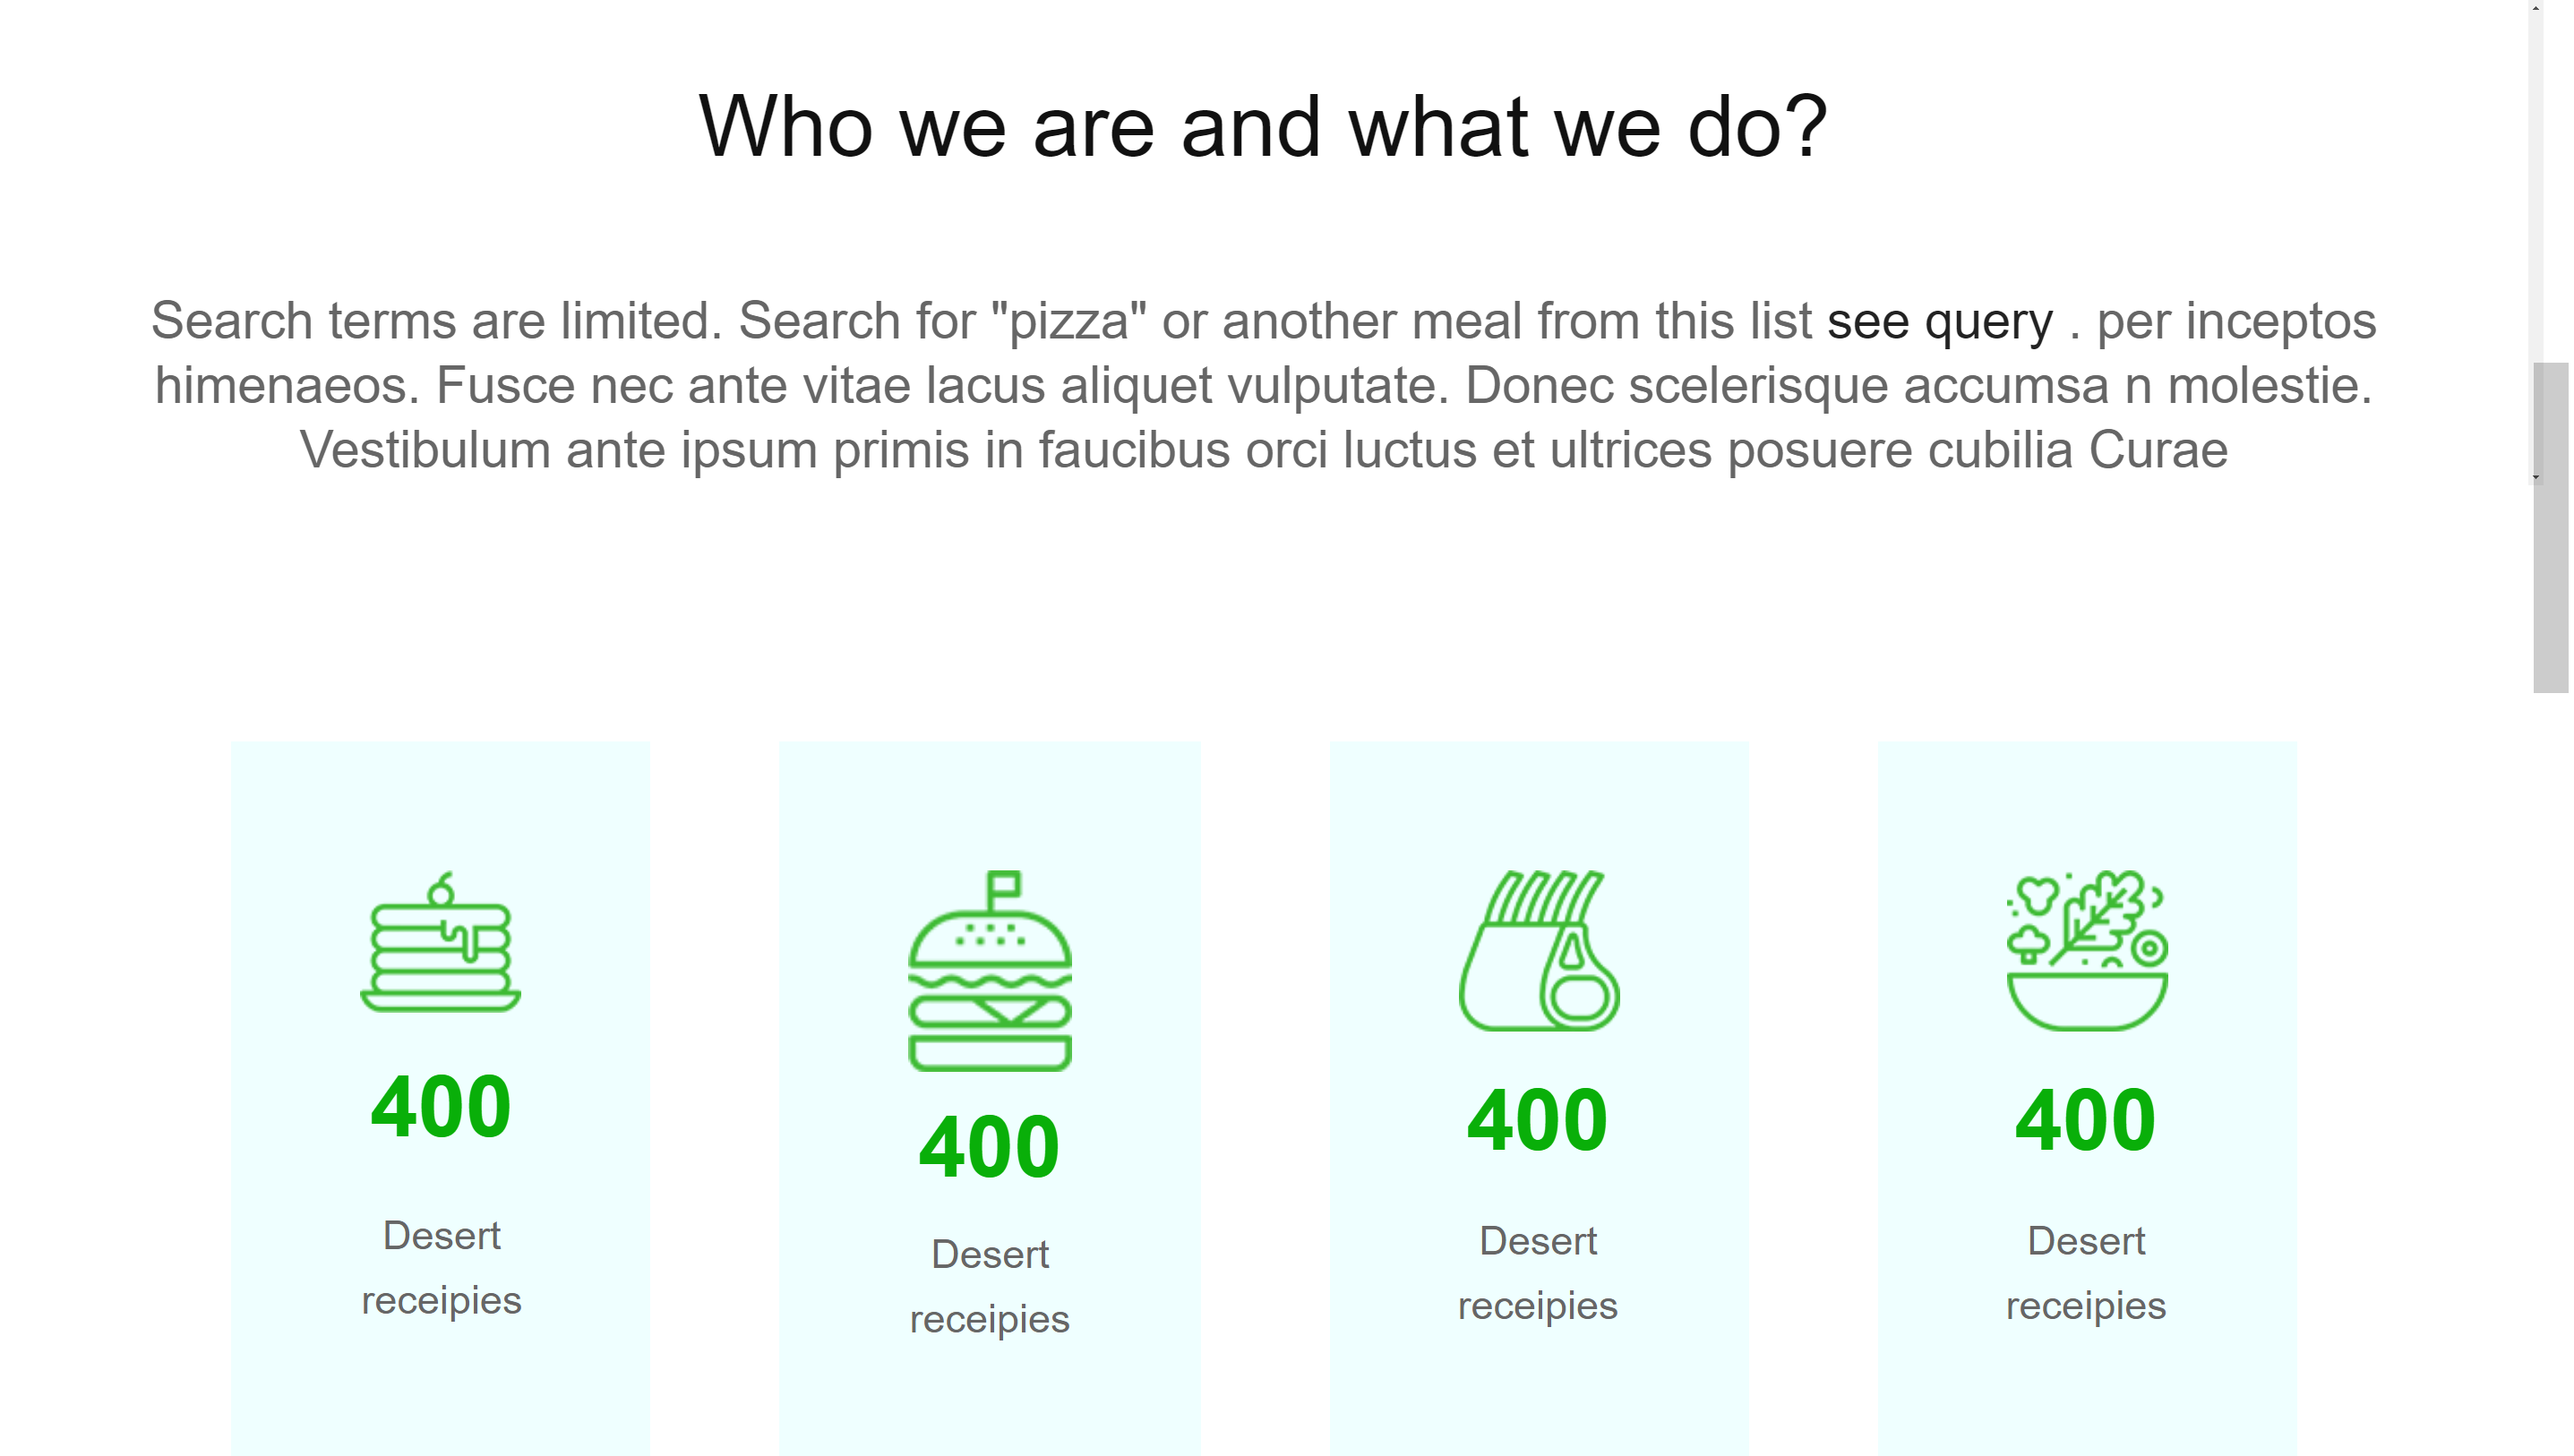 Who we are and what we do?
Search terms are limited. Search for "pizza" or another meal from this list see query . per inceptos
himenaeos. Fusce nec ante vitae lacus aliquet vulputate. Donec scelerisque accumsa n molestie.
Vestibulum ante ipsum primis in faucibus orci luctus et ultrices posuere cubilia Curae
400
Desert
receipies
400
Desert
receipies
400
Desert
receipies
400
Desert
receipies